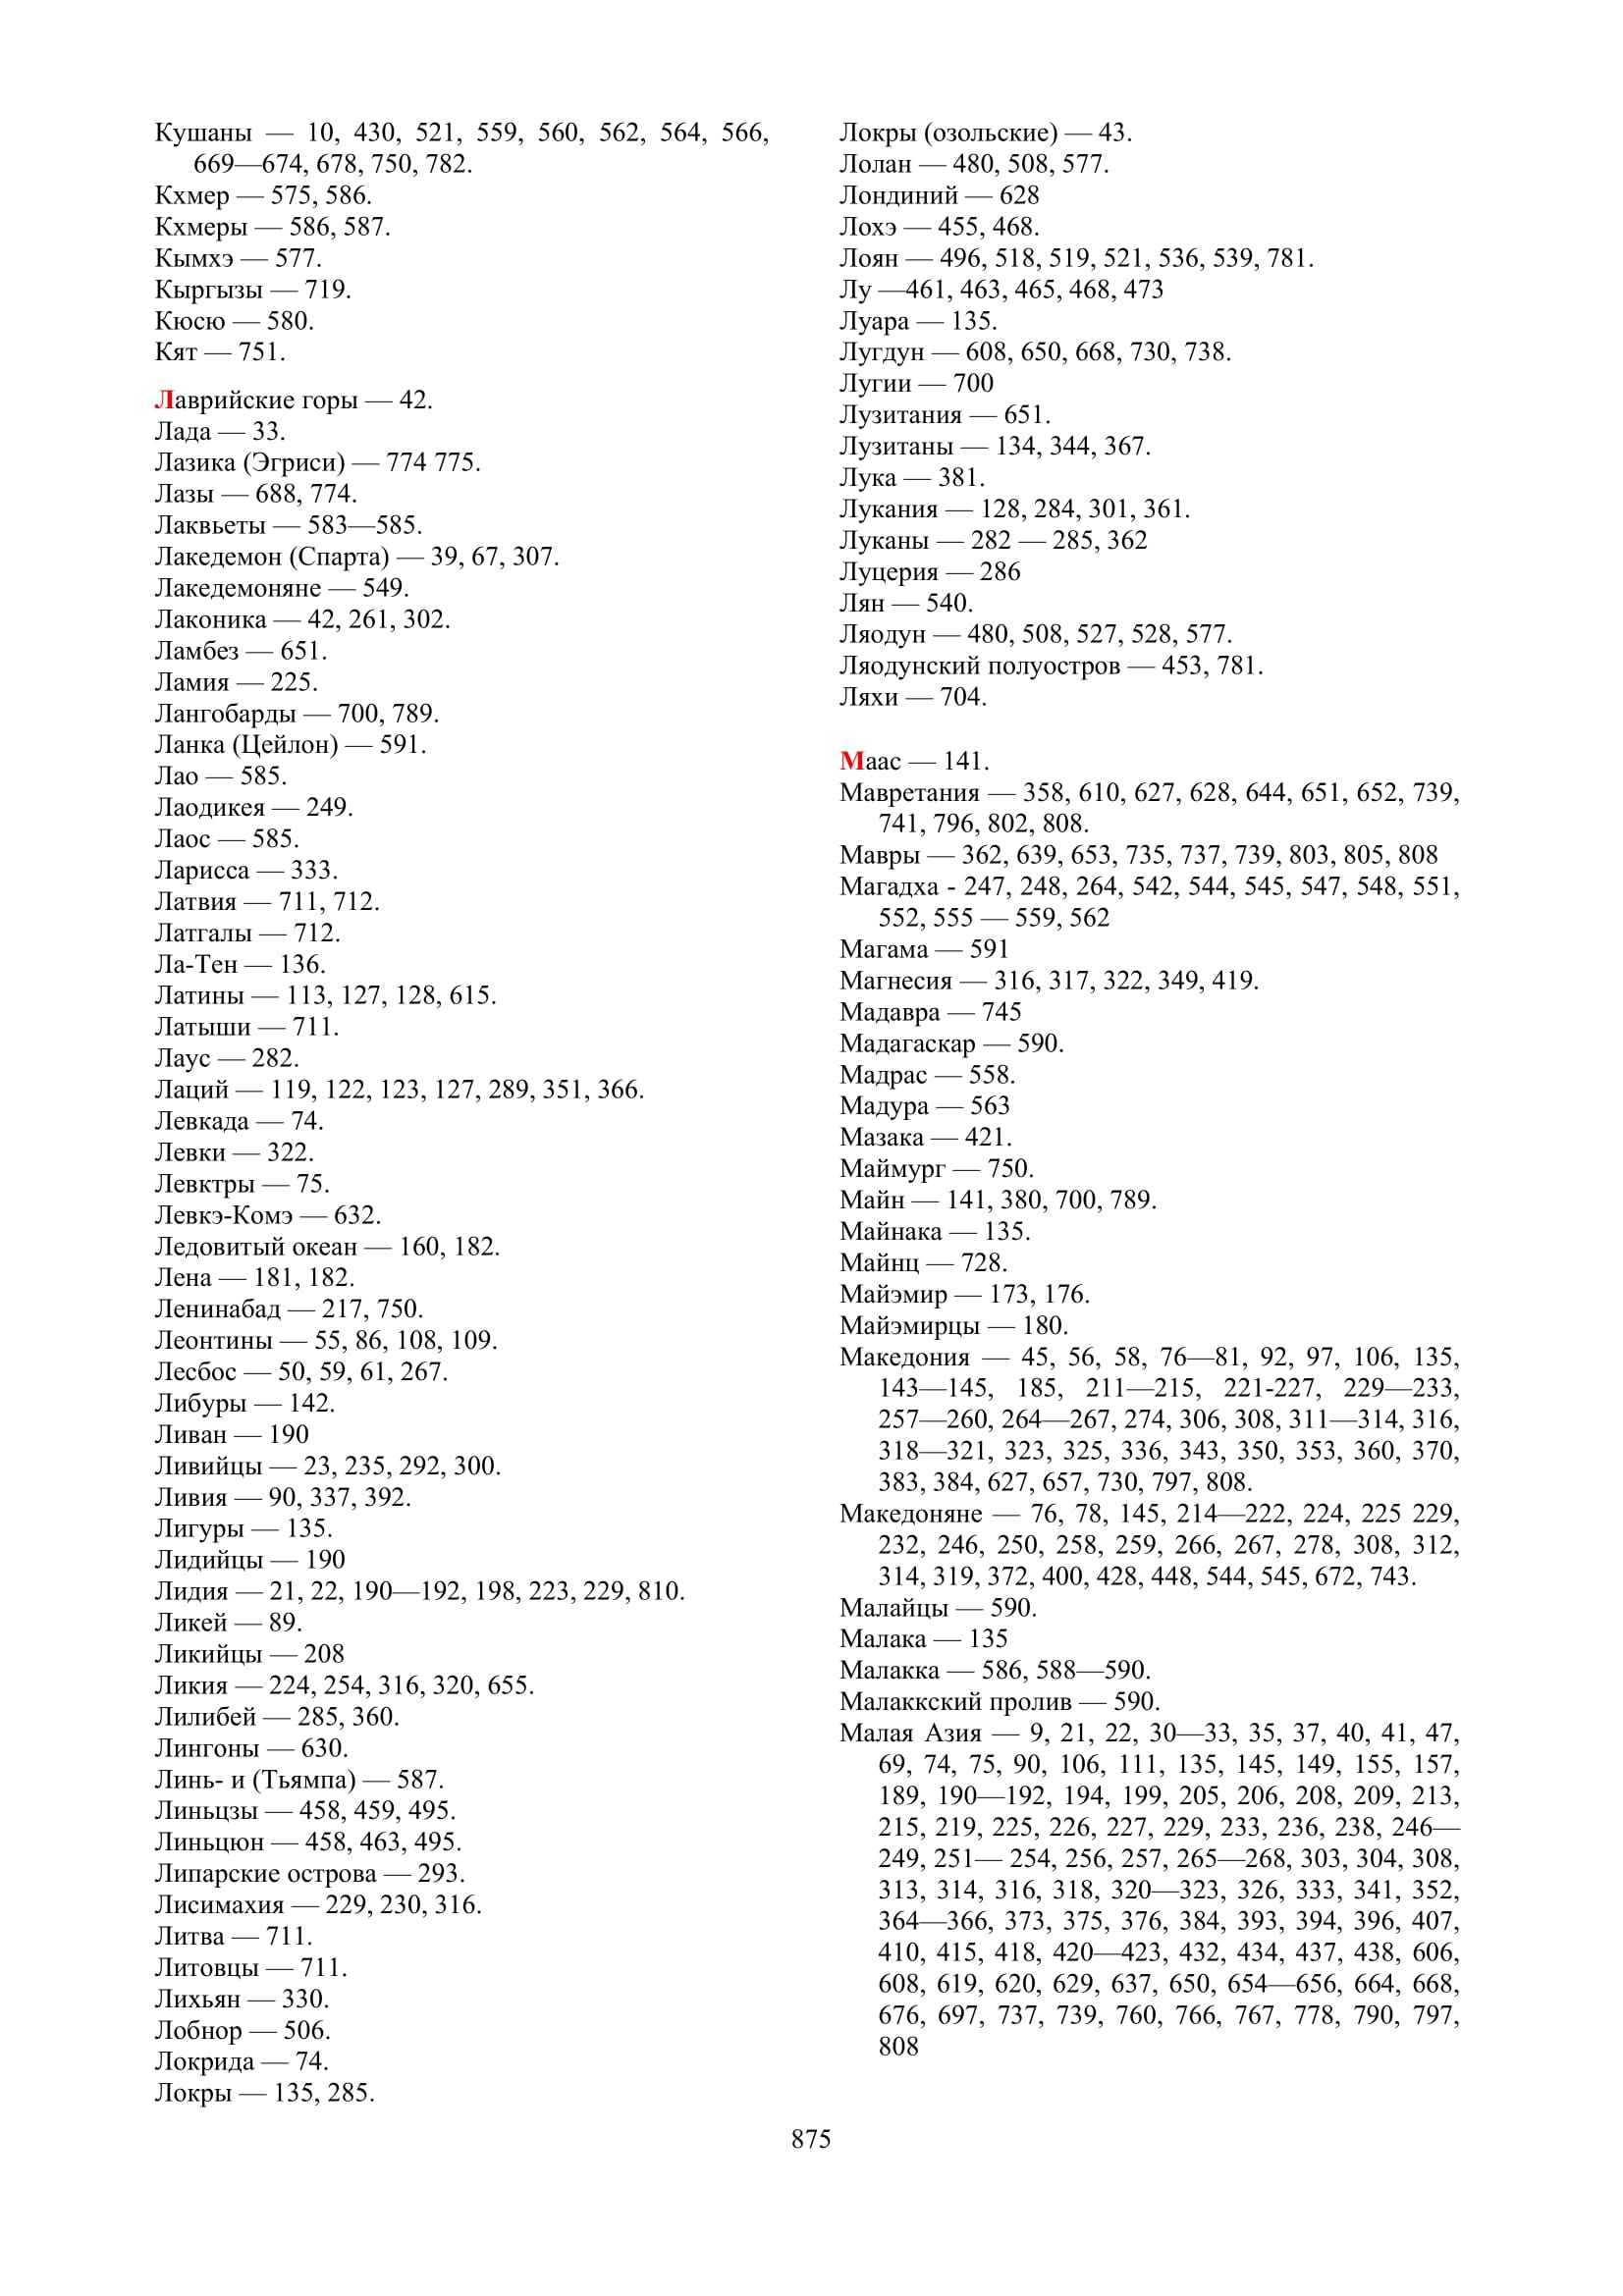 Кушаны — 10, 430, 521, 559, 560, 562, 564, 566,
669—674, 678, 750, 782.
Кхмер — 575, 586.
Кхмеры — 586, 587.
Кымхэ — 577.
Кыргызы — 719.
Кюсю — 580.
Кят — 751.
Лаврийские горы — 42.
Лада — 33.
Лазика (Эгриси) — 774 775.
Лазы — 688, 774.
Лаквьеты — 583—585.
Лакедемон (Спарта) — 39, 67, 307.
Лакедемоняне — 549.
Лаконика — 42, 261, 302.
Ламбез — 651.
Ламия — 225.
Лангобарды — 700, 789.
Ланка (Цейлон) — 591.
Лао — 585.
Лаодикея — 249.
Лаос — 585.
Ларисса — 333.
Латвия — 711, 712.
Латгалы — 712.
Ла-Тен — 136.
Латины — 113, 127, 128, 615.
Латыши — 711.
Лаус — 282.
Лаций — 119, 122, 123, 127, 289, 351, 366.
Левкада — 74.
Левки — 322.
Левктры — 75.
Левкэ-Комэ — 632.
Ледовитый океан — 160, 182.
Лена — 181, 182.
Ленинабад — 217, 750.
Леонтины — 55, 86, 108, 109.
Лесбос — 50, 59, 61, 267.
Либуры — 142.
Ливан — 190
Ливийцы — 23, 235, 292, 300.
Ливия — 90, 337, 392.
Лигуры — 135.
Лидийцы — 190
Лидия — 21, 22, 190—192, 198, 223, 229, 810.
Ликей — 89.
Ликийцы — 208
Ликия — 224, 254, 316, 320, 655.
Лилибей — 285, 360.
Лингоны — 630.
Линь- и (Тьямпа) — 587.
Линьцзы — 458, 459, 495.
Линьцюн — 458, 463, 495.
Липарские острова — 293.
Лисимахия — 229, 230, 316.
Литва — 711.
Литовцы — 711.
Лихьян — 330.
Лобнор — 506.
Локрида — 74.
Локры — 135, 285.
Локры (озольские) — 43.
Лолан — 480, 508, 577.
Лондиний — 628
Лохэ — 455, 468.
Лоян — 496, 518, 519, 521, 536, 539, 781.
Лу —461, 463, 465, 468, 473
Луара — 135.
Лугдун — 608, 650, 668, 730, 738.
Лугии — 700
Лузитания — 651.
Лузитаны — 134, 344, 367.
Лука — 381.
Лукания — 128, 284, 301, 361.
Луканы — 282 — 285, 362
Луцерия — 286
Лян — 540.
Ляодун — 480, 508, 527, 528, 577.
Ляодунский полуостров — 453, 781.
Ляхи — 704.
Маас — 141.
Мавретания — 358, 610, 627, 628, 644, 651, 652, 739,
741, 796, 802, 808.
Мавры — 362, 639, 653, 735, 737, 739, 803, 805, 808
Магадха - 247, 248, 264, 542, 544, 545, 547, 548, 551,
552, 555 — 559, 562
Магама — 591
Магнесия — 316, 317, 322, 349, 419.
Мадавра — 745
Мадагаскар — 590.
Мадрас — 558.
Мадура — 563
Мазака — 421.
Маймург — 750.
Майн — 141, 380, 700, 789.
Майнака — 135.
Майнц — 728.
Майэмир — 173, 176.
Майэмирцы — 180.
Македония — 45, 56, 58, 76—81, 92, 97, 106, 135,
143—145, 185, 211—215, 221-227, 229—233,
257—260, 264—267, 274, 306, 308, 311—314, 316,
318—321, 323, 325, 336, 343, 350, 353, 360, 370,
383, 384, 627, 657, 730, 797, 808.
Македоняне — 76, 78, 145, 214—222, 224, 225 229,
232, 246, 250, 258, 259, 266, 267, 278, 308, 312,
314, 319, 372, 400, 428, 448, 544, 545, 672, 743.
Малайцы — 590.
Малака — 135
Малакка — 586, 588—590.
Малаккский пролив — 590.
Малая Азия — 9, 21, 22, 30—33, 35, 37, 40, 41, 47,
69, 74, 75, 90, 106, 111, 135, 145, 149, 155, 157,
189, 190—192, 194, 199, 205, 206, 208, 209, 213,
215, 219, 225, 226, 227, 229, 233, 236, 238, 246—
249, 251— 254, 256, 257, 265—268, 303, 304, 308,
313, 314, 316, 318, 320—323, 326, 333, 341, 352,
364—366, 373, 375, 376, 384, 393, 394, 396, 407,
410, 415, 418, 420—423, 432, 434, 437, 438, 606,
608, 619, 620, 629, 637, 650, 654—656, 664, 668,
676, 697, 737, 739, 760, 766, 767, 778, 790, 797,
808
875